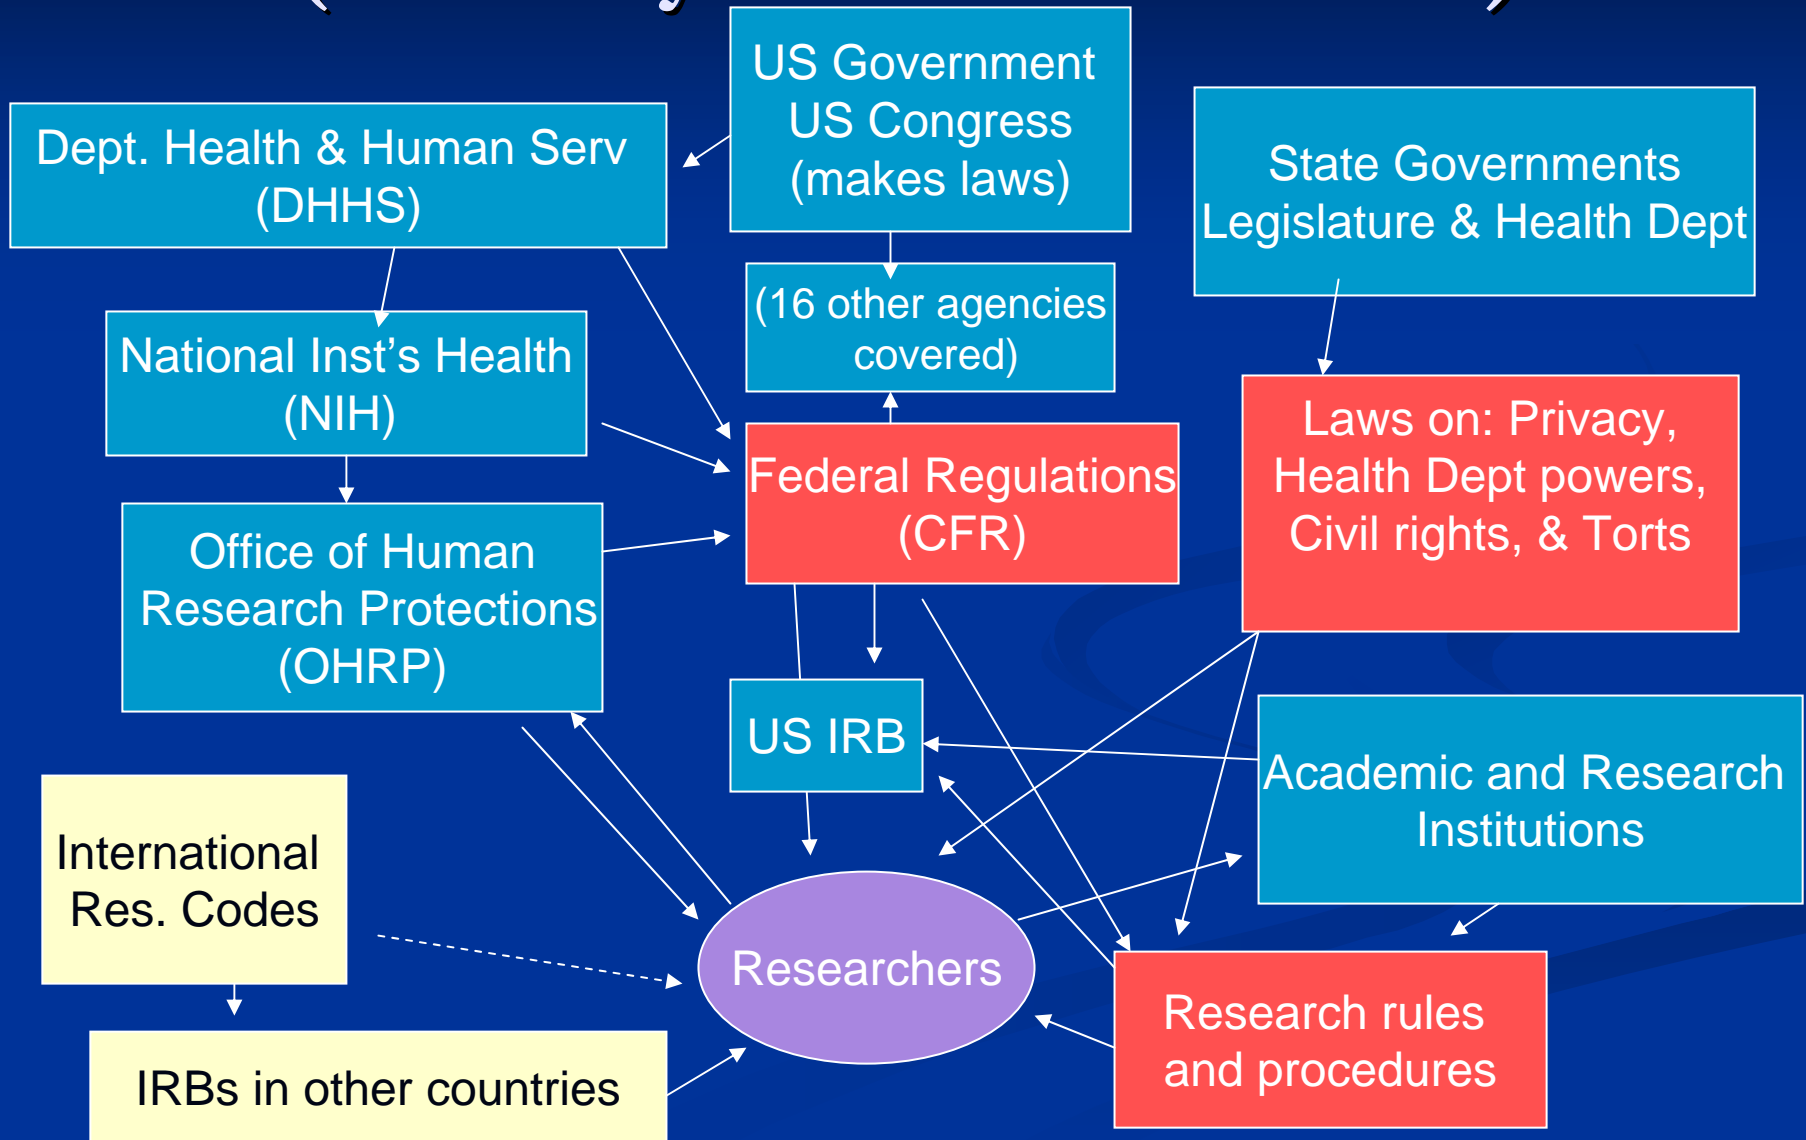 US Government
US Congress
(makes laws)
Dept. Health & Human Serv
(DHHS)
State Governments
Legislature & Health Dept
(16 other agencies
covered)
National Inst's Health
(NIH)
Laws on: Privacy,
Health Dept powers,
Civil rights, & Torts
Federal Regulations
(CFR)
Office of Human
Research Protections
(OHRP)
US IRB
Academic and Research
Institutions
International
Res. Codes
Researchers
Research rules
and procedures
IRBs in other countries